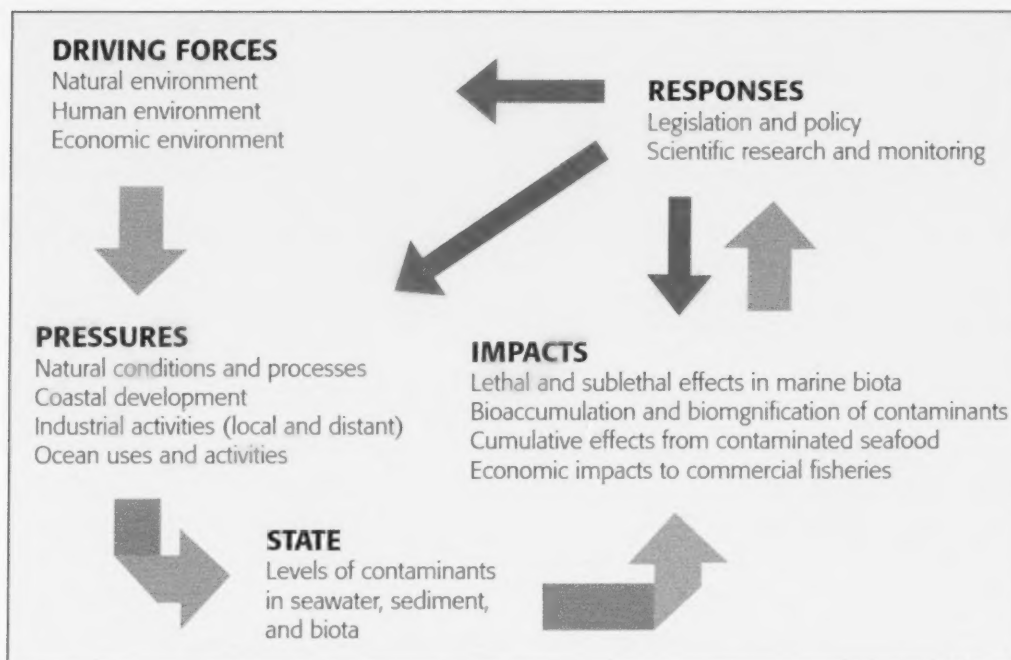 DRIVING FORCES
Natural environment
Human environment
Economic environment
RESPONSES
Legislation and policy
Scientific research and monitoring
PRESSURES
Natural conditions and processes
Coastal development
Industrial activities (local and distant)
Ocean uses and activities
IMPACTS
Lethal and sublethal effects in marine biota
Bioaccumulation and biomgnification of contaminants
Cumulative effects from contaminated seafood
Economic impacts to commercial fisheries
STATE
Levels of contaminants
in seawater, sediment,
and biota